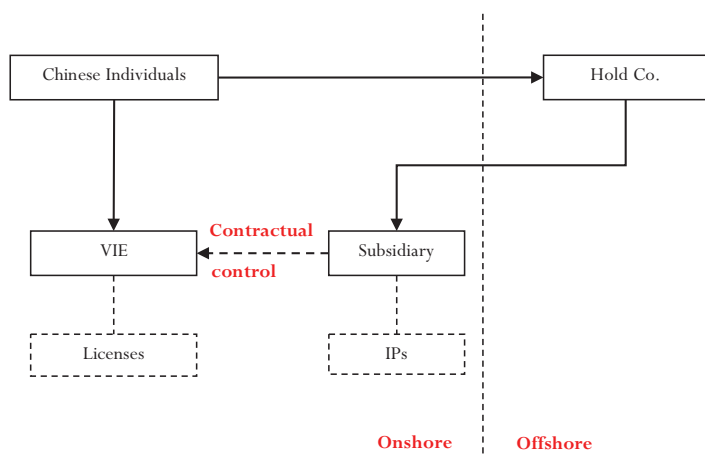 Chinese Individuals
Hold Co.
Contractual
VIE
Subsidiary
control
Licenses
IPs
Onshore
Offshore